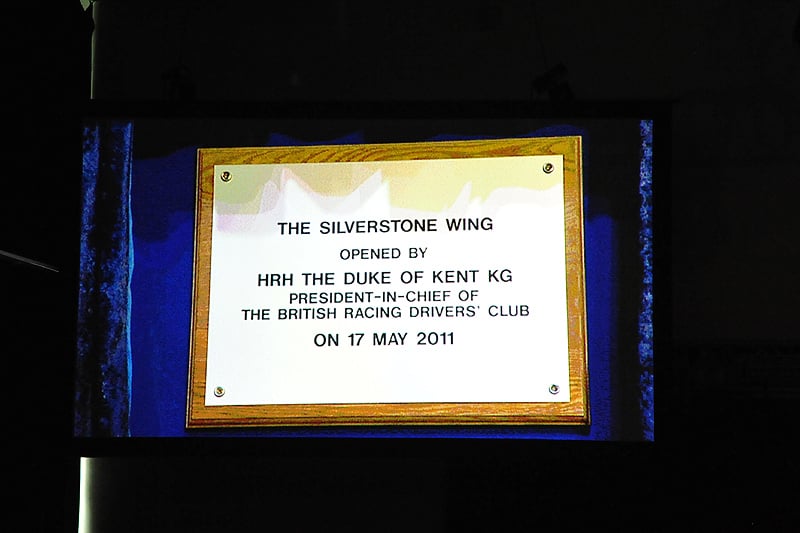 THE SILVERSTONE WING
OPENED BY
HRH THE DUKE OF KENT KG
PRESIDENT-IN-CHIEF OF
THE BRITISH RACING DRIVERS' CLUB
ON 17 MAY 2011